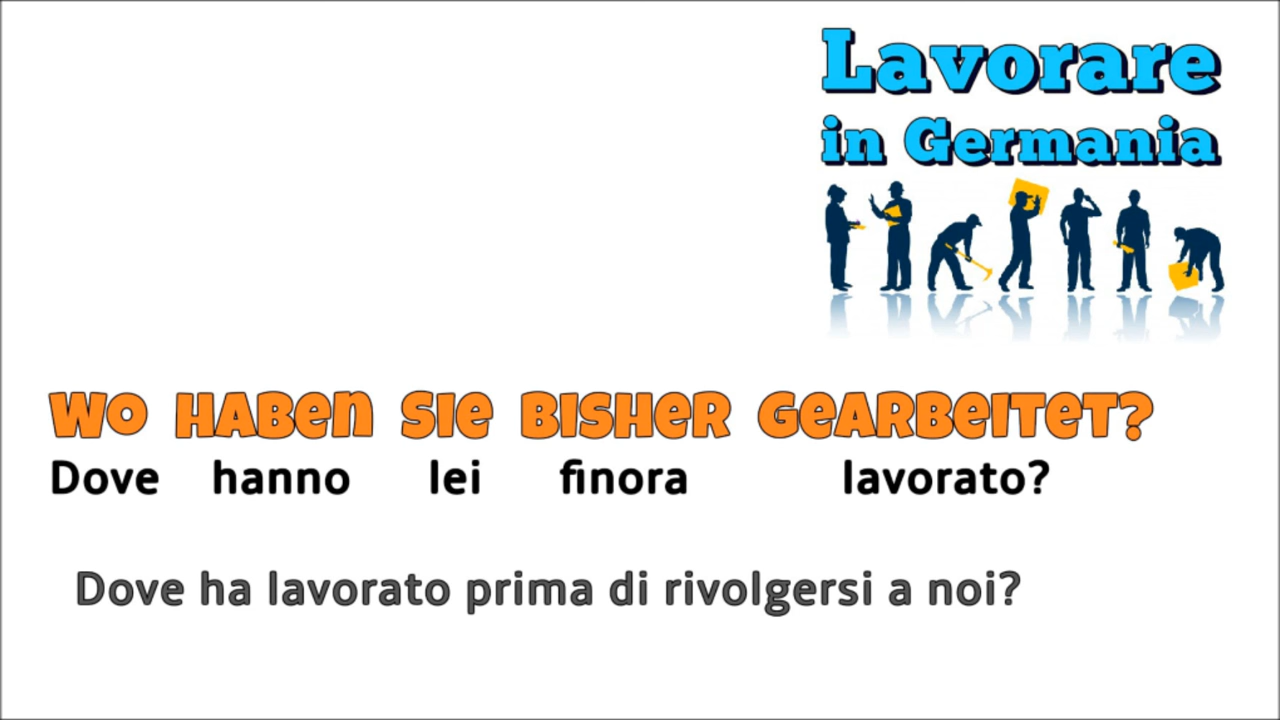 Lavorare
in Germania
Wo haben Sie bisher gearbeitet?
Dove hanno lei finora lavorato?
Dove ha lavorato prima di rivolgersi a noi?